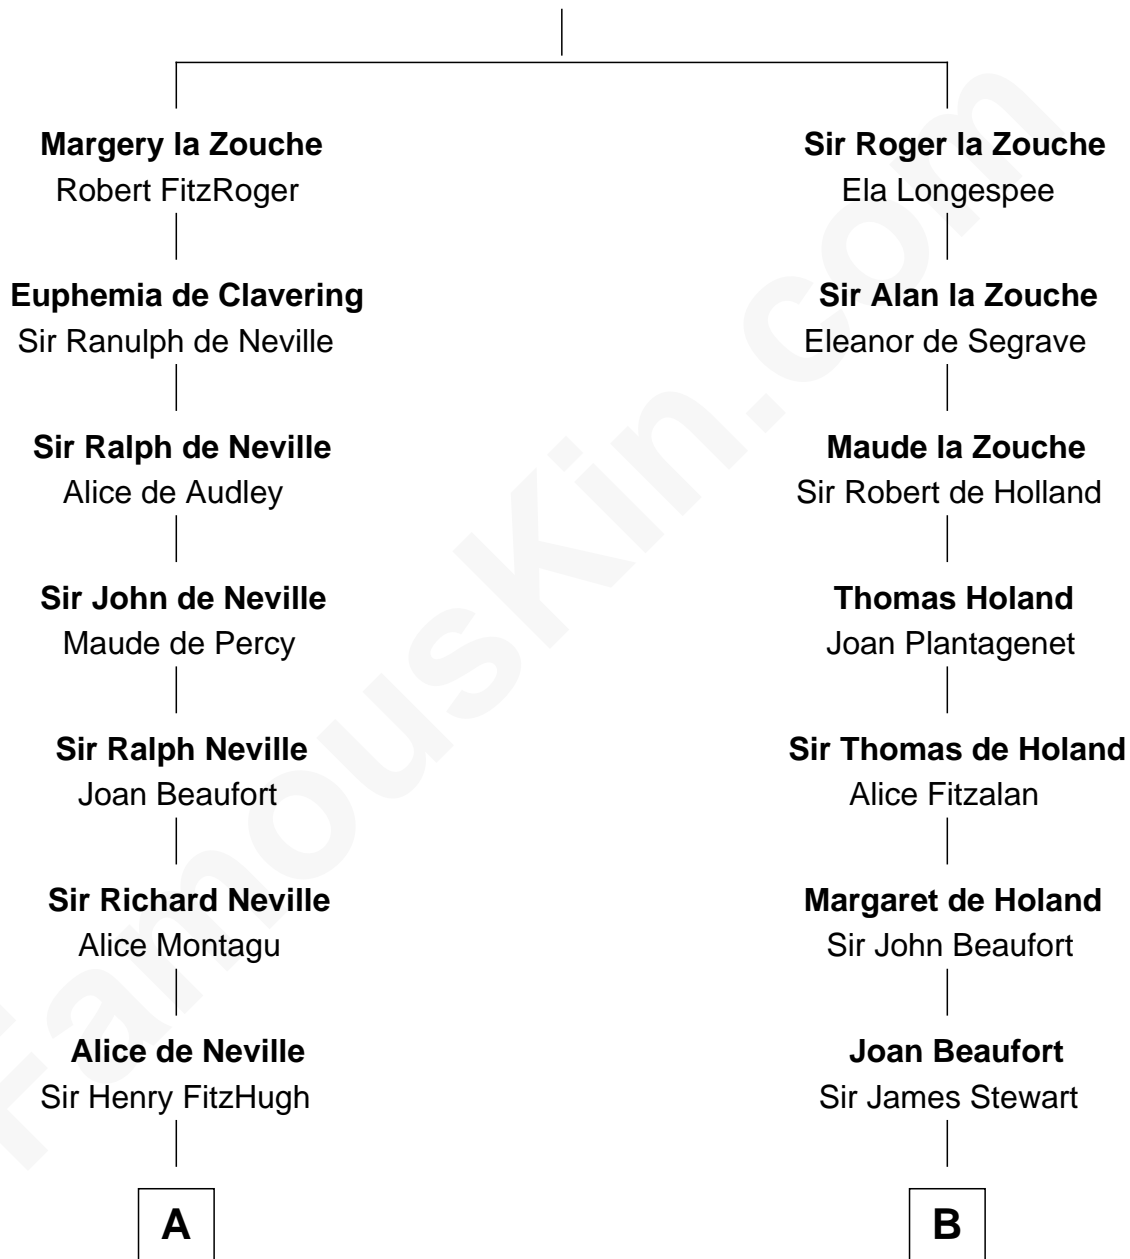 Margery la Zouche
Robert FitzRoger
Euphemia de Clavering
Sir Ranulph de Neville
Sir Ralph de Neville
Alice de Audley
Sir John de Neville
Maude de Percy
Sir Ralph Neville
Joan Beaufort
Sir Richard Neville
Alice Montagu
Alice de Neville
Sir Henry FitzHugh
A
Sir Roger la Zouche
Ela Longespee
Sir Alan la Zouche
Eleanor de Segrave
Maude la Zouche
Sir Robert de Holland
Thomas Holand
Joan Plantagenet
Sir Thomas de Holand
Alice Fitzalan
Margaret de Holand
Sir John Beaufort
Joan Beaufort
Sir James Stewart
B
FamousKin.com